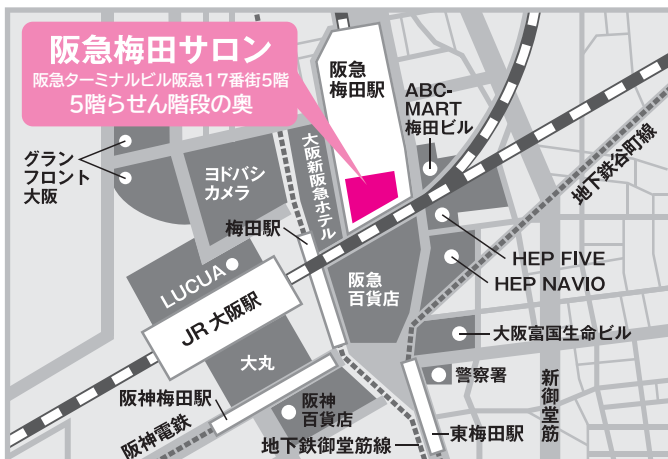 阪急梅田サロン
阪急ターミナルビル阪急17番街5階
5階らせん階段の奥
阪急
梅田駅
ABC-
MART
梅田ビル
グラン
フロント
大阪
ヨドバシ
カメラ
大阪新阪急ホテル
地下鉄谷町線
梅田駅
HEP FIVE
HEP NAVIO
LUCUA
阪急
百貨店
JR大阪駅
大阪富国生命ビル
大丸
警察署
新御堂筋
阪神梅田駅
阪神
百貨店
阪神電鉄
地下鉄御堂筋線
東梅田駅